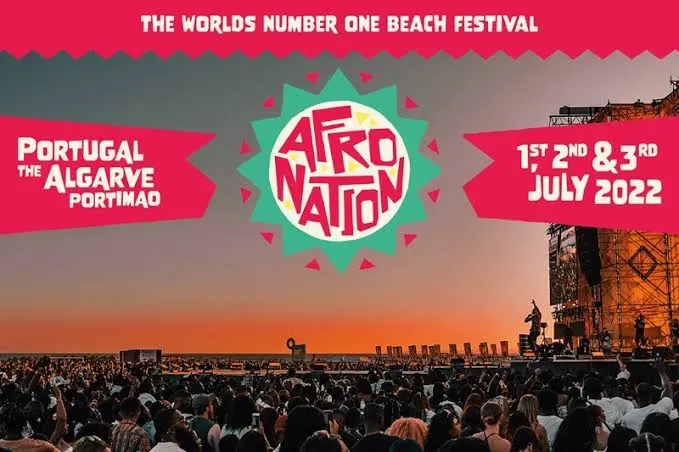 THE WORLDS NUMBER ONE BEACH FESTIVAL
PORTUGAL
THE ALGARVE
PORTIMAO
AFRO
NATION
1ST, 2ND & 3RD
JULY 2022